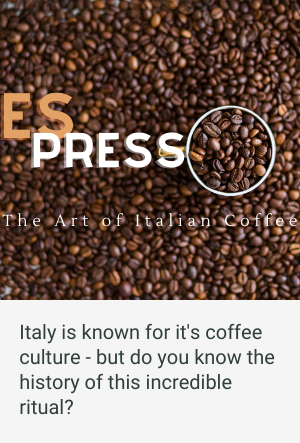 ES
PRESSO
The Art of Italian Coffee
Italy is known for it's coffee
culture - but do you know the
history of this incredible
ritual?